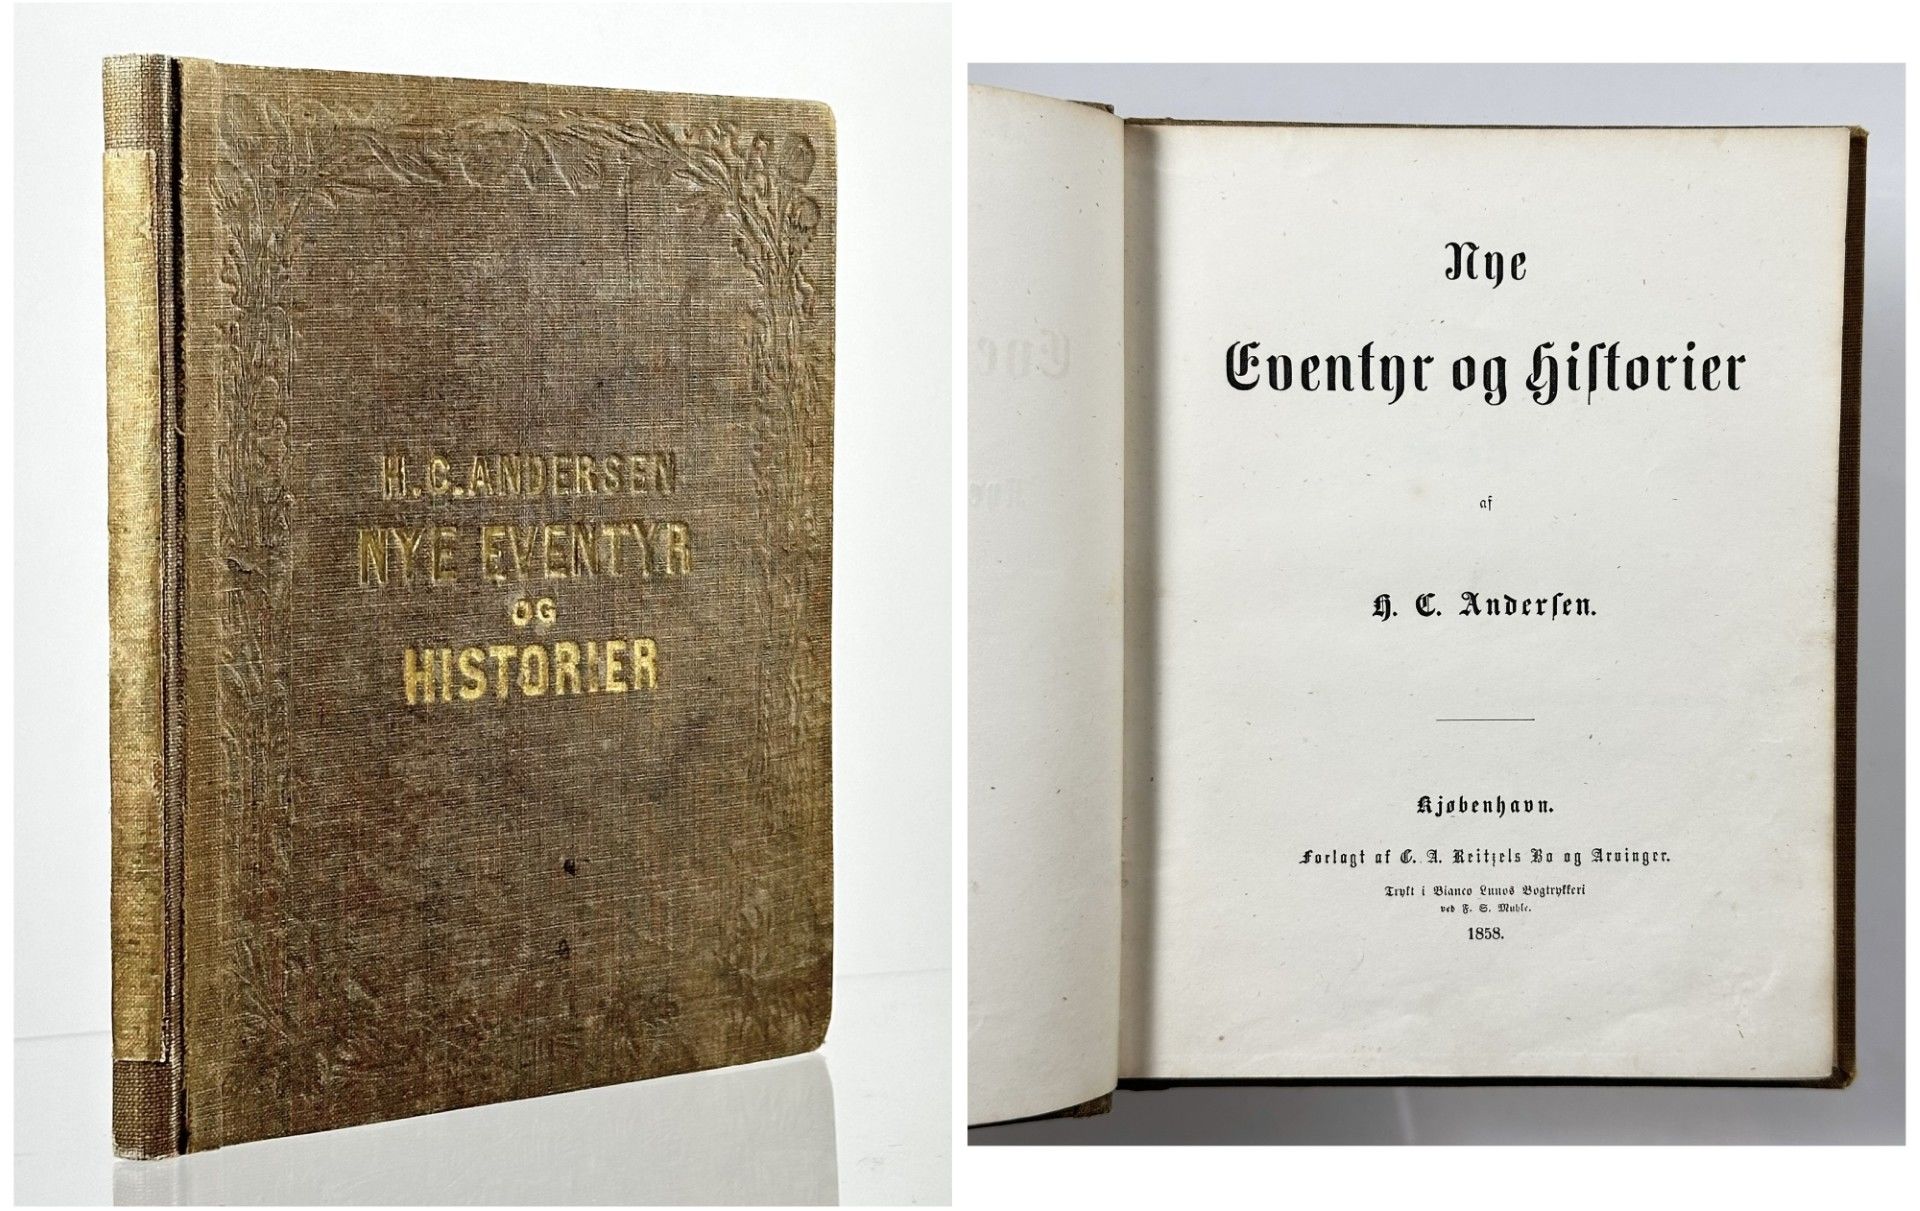 H. C. ANDERSEN
NYE EVENTYR
OG
HISTORIER
Nye
Eventyr og Historier
af
H. C. Andersen.
Kjøbenhavn.
Forlagt af C. A. Reitzels Bo og Arvinger.
Trykt i Bianco Lunos Bogtrykkeri
ved F. S. Muhle.
1858.